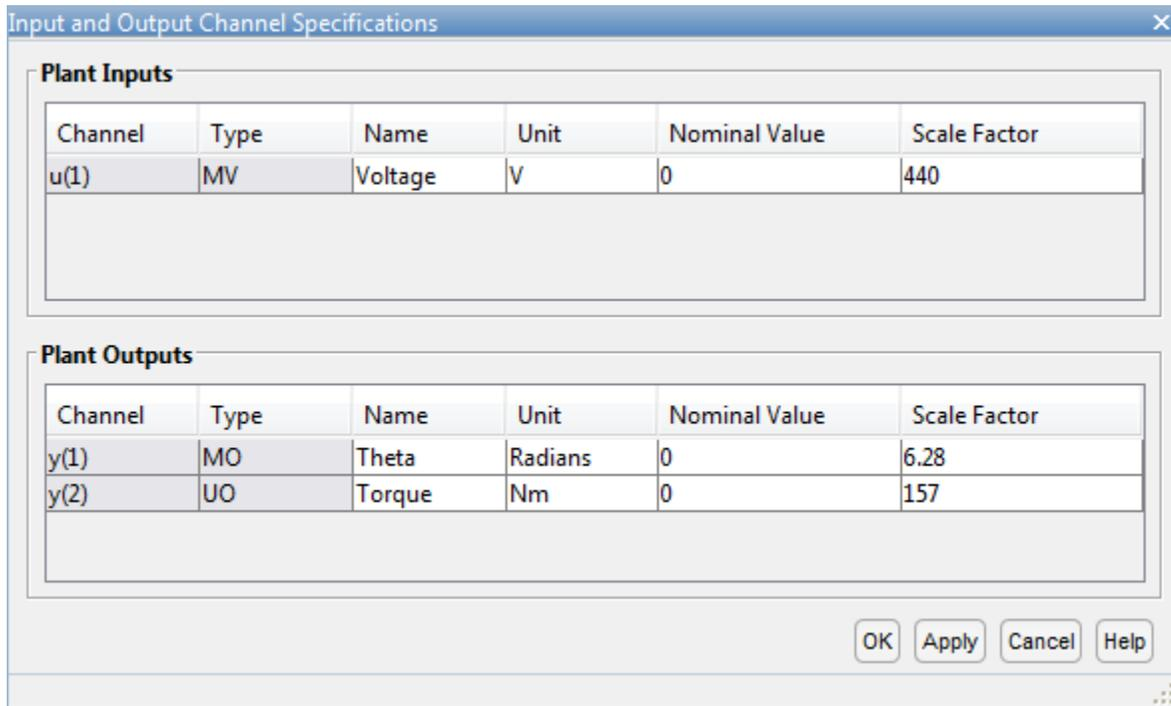 Input and Output Channel Specifications
Plant Inputs
Channel Type Name Unit Nominal Value Scale Factor
u(1) MV Voltage V 0 440
Plant Outputs
Channel Type Name Unit Nominal Value Scale Factor
y(1) MO Theta Radians 0 6.28
y(2) UO Torque Nm 0 157
OK Apply Cancel Help